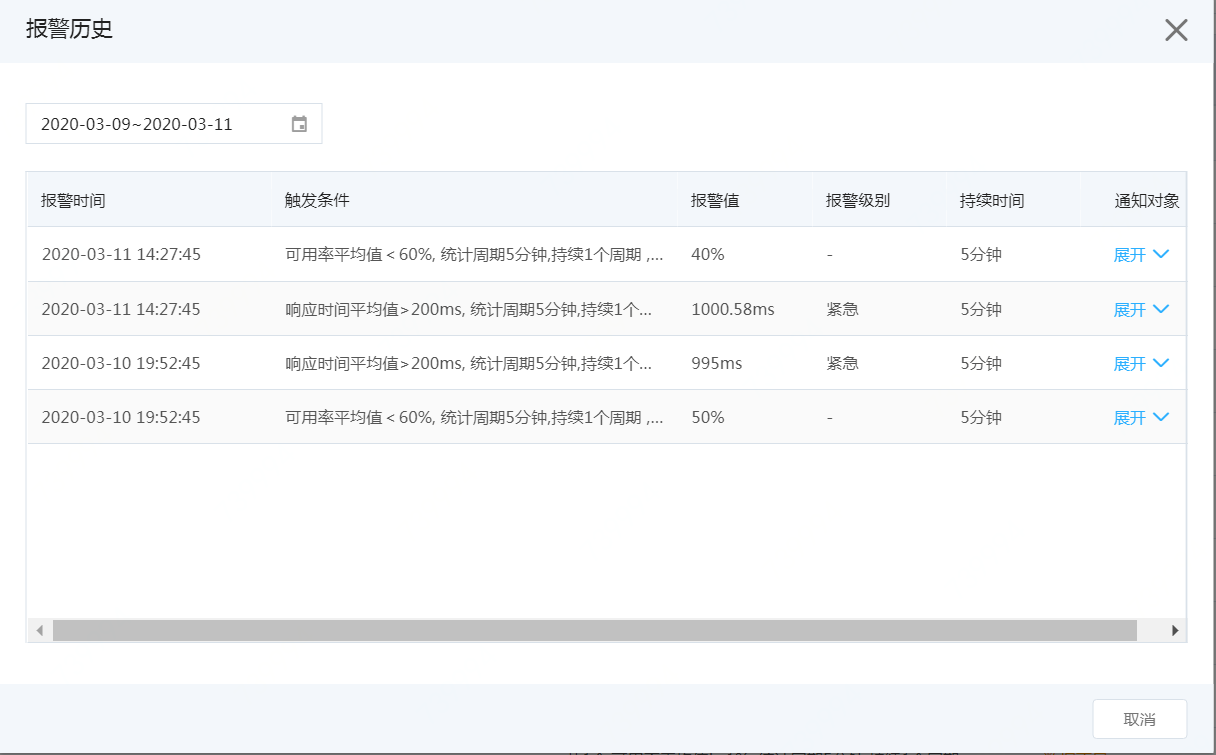 报警历史
2020-03-09~2020-03-11
报警时间 触发条件 报警值 报警级别 持续时间 通知对象
2020-03-11 14:27:45 可用率平均值 < 60%, 统计周期5分钟,持续1个周期 ,... 40% - 5分钟 展开
2020-03-11 14:27:45 响应时间平均值>200ms, 统计周期5分钟,持续1个... 1000.58ms 紧急 5分钟 展开
2020-03-10 19:52:45 响应时间平均值>200ms, 统计周期5分钟,持续1个... 995ms 紧急 5分钟 展开
2020-03-10 19:52:45 可用率平均值 < 60%, 统计周期5分钟,持续1个周期 ,... 50% - 5分钟 展开
取消